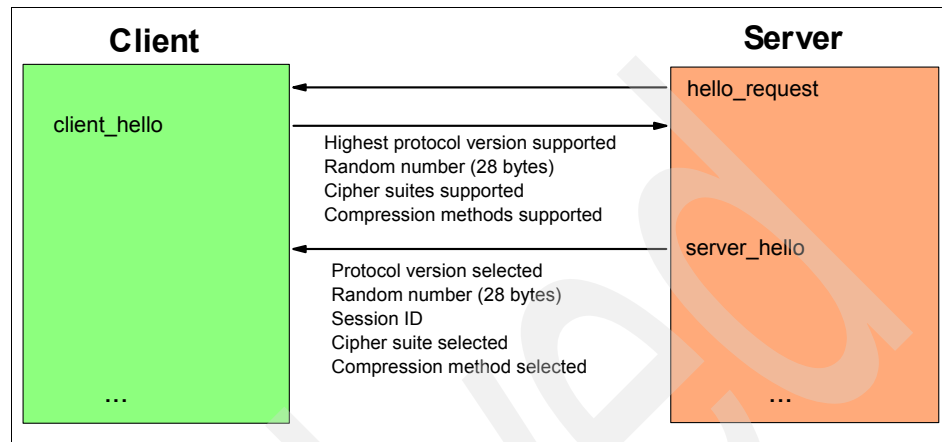 Client
Server
hello_request
client_hello
Highest protocol version supported
Random number (28 bytes)
Cipher suites supported
Compression methods supported
server_hello
Protocol version selected
Random number (28 bytes)
Session ID
Cipher suite selected
Compression method selected
...
...